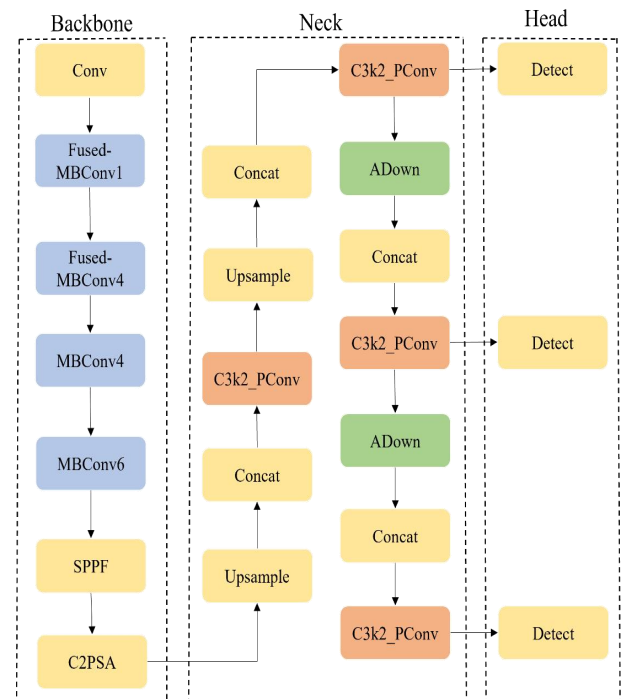 Backbone
Conv
Fused-
MBConv1
Fused-
MBConv4
MBConv4
MBConv6
SPPF
C2PSA
Neck
Upsample
Concat
C3k2_PConv
Upsample
Concat
C3k2_PConv
ADown
Concat
C3k2_PConv
ADown
Concat
C3k2_PConv
Head
Detect
Detect
Detect